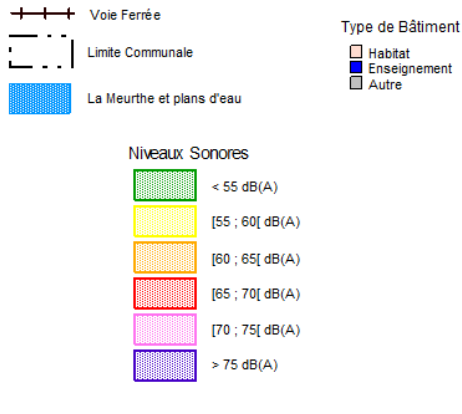 Voie Ferrée
Limite Communale
La Meurthe et plans d'eau
Type de Bâtiment
Habitat
Enseignement
Autre
Niveaux Sonores
< 55 dB(A)
[55 ; 60[ dB(A)
[60 ; 65[ dB(A)
[65 ; 70[ dB(A)
[70 ; 75[ dB(A)
> 75 dB(A)